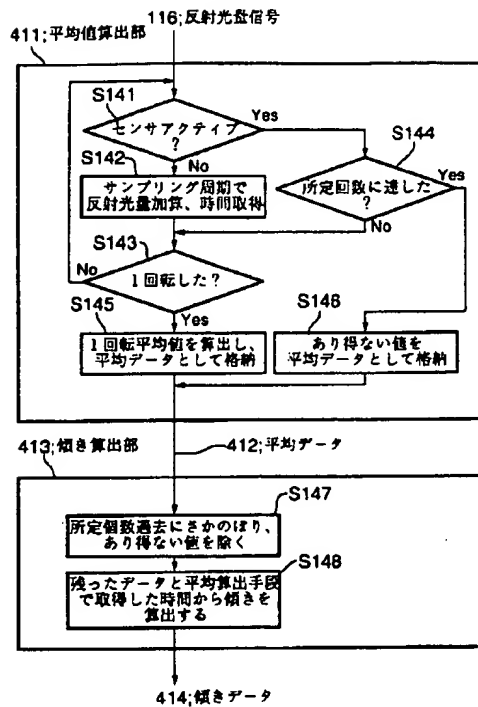 116;反射光量信号
411;平均値算出部
S141
センサアクティブ
?
Yes
S144
S142
No
サンプリング周期で
反射光量加算、時間取得
所定回数に達した
?
Yes
S143
No
No
1回転した?
S145
Yes
S146
1回転平均値を算出し、
平均データとして格納
あり得ない値を
平均データとして格納
413;傾き算出部
412;平均データ
S147
所定個数過去にさかのぼり、
あり得ない値を除く
S148
残ったデータと平均算出手段
で取得した時間から傾きを
算出する
414;傾きデータ